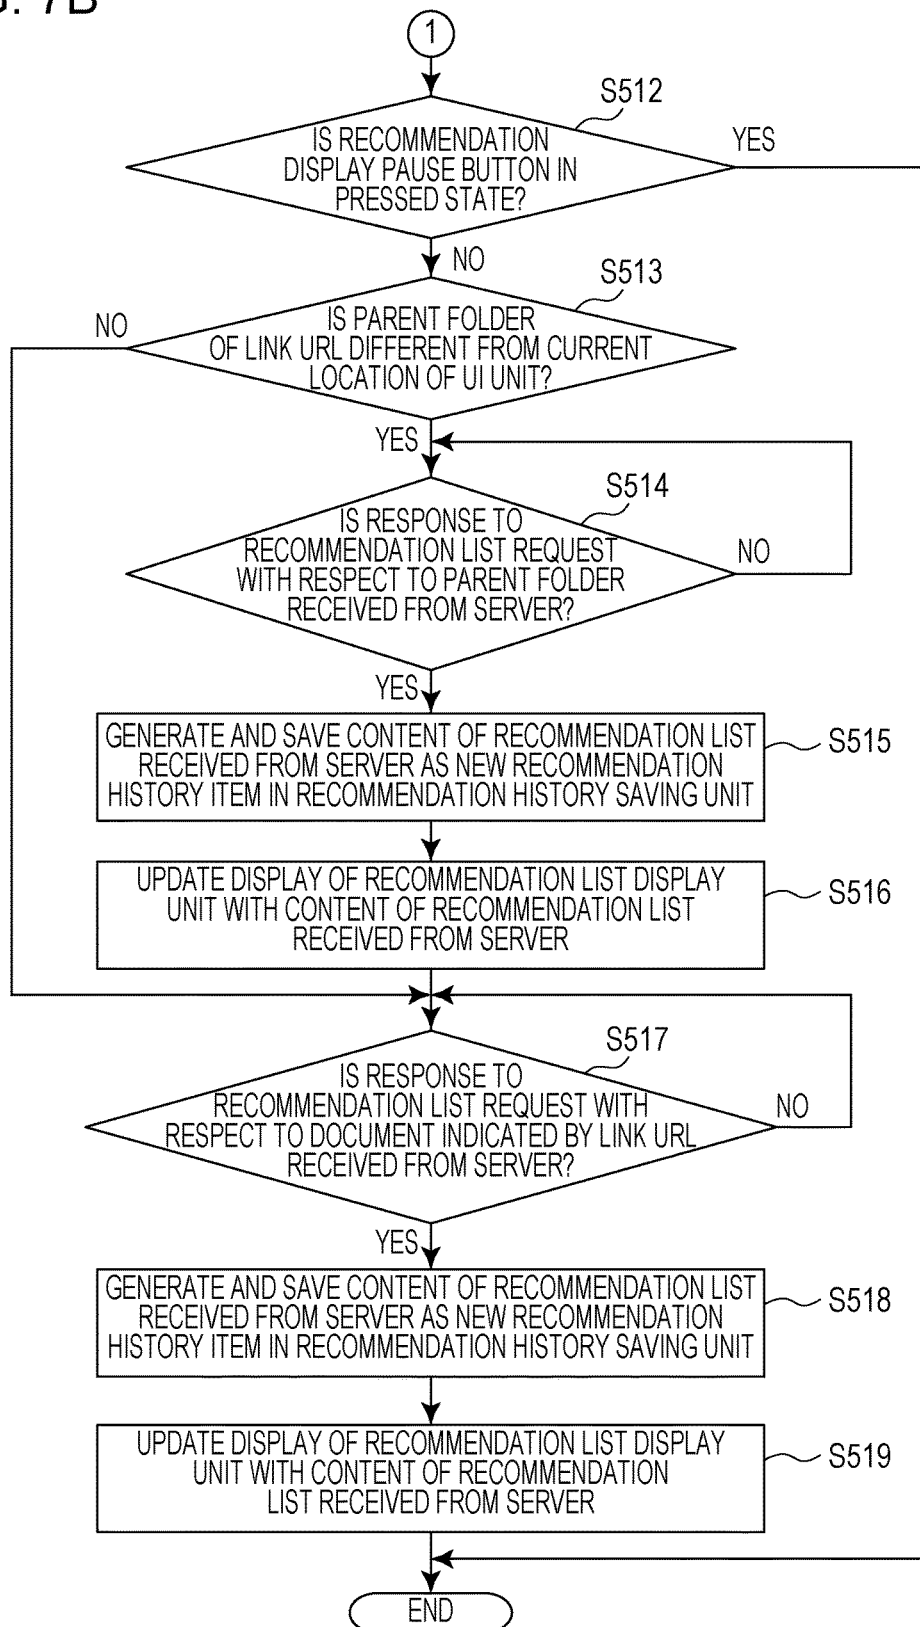 G. 7B
1
S512
IS RECOMMENDATION
DISPLAY PAUSE BUTTON IN
PRESSED STATE?
YES
NO
S513
IS PARENT FOLDER
OF LINK URL DIFFERENT FROM CURRENT
LOCATION OF UI UNIT?
NO
YES
S514
IS RESPONSE TO
RECOMMENDATION LIST REQUEST
WITH RESPECT TO PARENT FOLDER
RECEIVED FROM SERVER?
NO
YES
GENERATE AND SAVE CONTENT OF RECOMMENDATION LIST
RECEIVED FROM SERVER AS NEW RECOMMENDATION
HISTORY ITEM IN RECOMMENDATION HISTORY SAVING UNIT
S515
UPDATE DISPLAY OF RECOMMENDATION LIST DISPLAY
UNIT WITH CONTENT OF RECOMMENDATION LIST
RECEIVED FROM SERVER
S516
S517
IS RESPONSE TO
RECOMMENDATION LIST REQUEST WITH
RESPECT TO DOCUMENT INDICATED BY LINK URL
RECEIVED FROM SERVER?
NO
YES
GENERATE AND SAVE CONTENT OF RECOMMENDATION LIST
RECEIVED FROM SERVER AS NEW RECOMMENDATION
HISTORY ITEM IN RECOMMENDATION HISTORY SAVING UNIT
S518
UPDATE DISPLAY OF RECOMMENDATION LIST DISPLAY
UNIT WITH CONTENT OF RECOMMENDATION
LIST RECEIVED FROM SERVER
S519
END